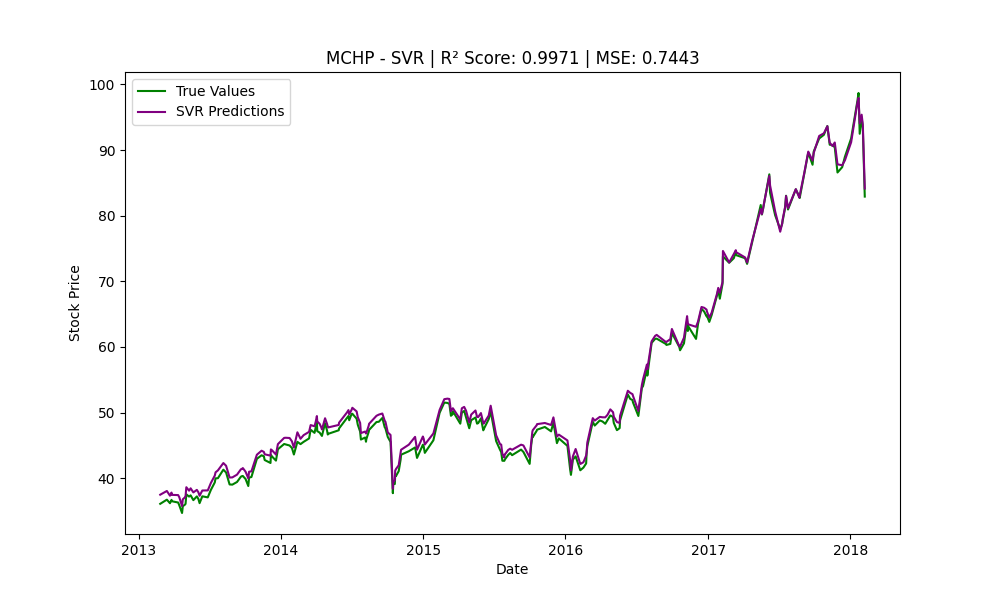 MCHP - SVR | R² Score: 0.9971 | MSE: 0.7443
True Values
SVR Predictions
Stock Price
100
90
80
70
60
50
40
2013 2014 2015 2016 2017 2018
Date